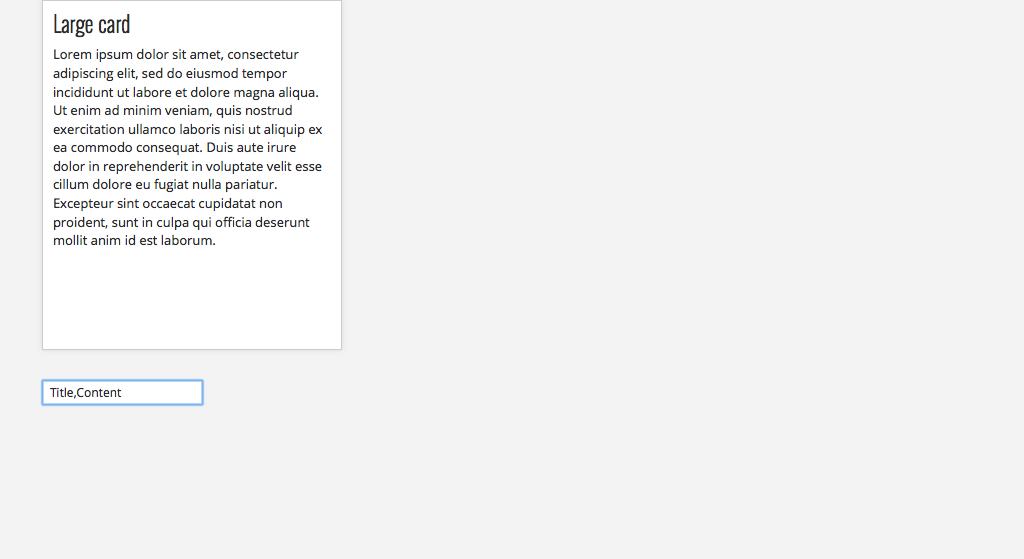 Large card
Lorem ipsum dolor sit amet, consectetur
adipiscing elit, sed do eiusmod tempor
incididunt ut labore et dolore magna aliqua.
Ut enim ad minim veniam, quis nostrud
exercitation ullamco laboris nisi ut aliquip ex
ea commodo consequat. Duis aute irure
dolor in reprehenderit in voluptate velit esse
cillum dolore eu fugiat nulla pariatur.
Excepteur sint occaecat cupidatat non
proident, sunt in culpa qui officia deserunt
mollit anim id est laborum.
Title,Content